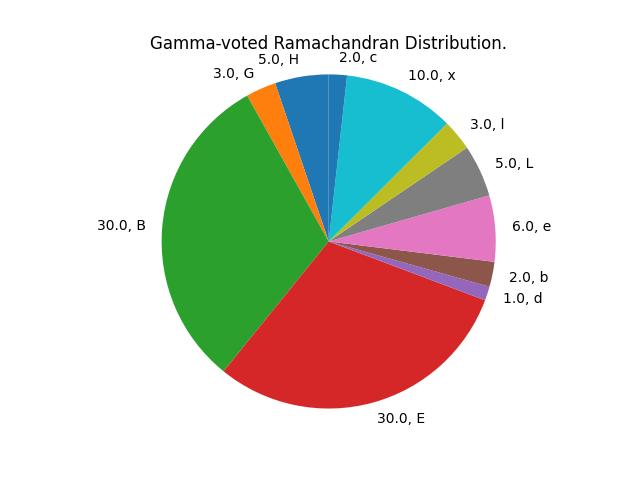 Gamma-voted Ramachandran Distribution.
5.0, H
2.0, c
3.0, G
10.0, x
3.0, l
5.0, L
30.0, B
6.0, e
2.0, b
1.0, d
30.0, E